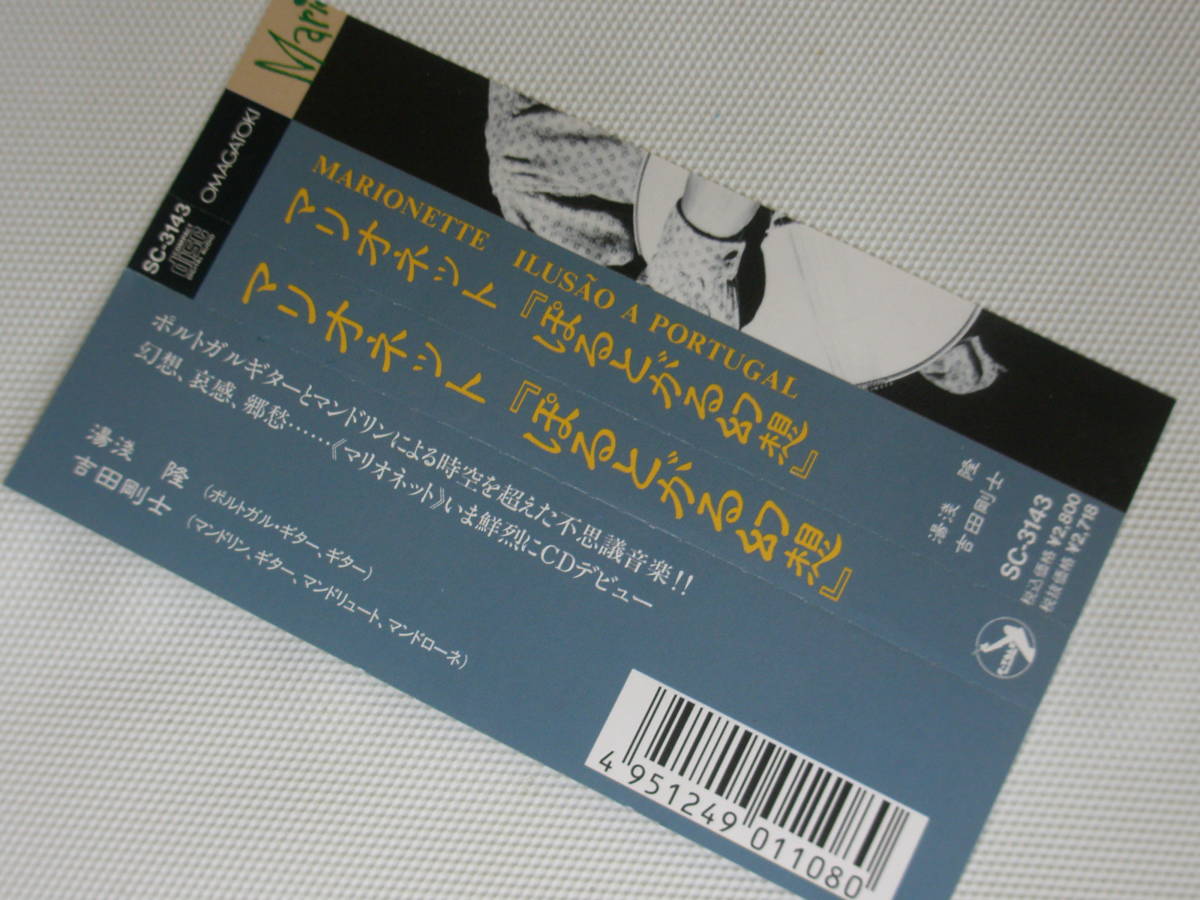 Mari
OMAGATOKI
SC-3143
MARIONETTE ILUSÃO A PORTUGAL
マリオネット『ぽるとがる幻想』
湯浅 隆
吉田剛士
マリオネット『ぽるとがる幻想』
SC-3143
税込価格 ¥2,800
税抜価格 ¥2,718
ポルトガルギターとマンドリンによる時空を超えた不思議音楽!!
幻想、哀感、郷愁……《マリオネット》いま鮮烈にCDデビュー
湯浅 隆(ポルトガル・ギター、ギター)
吉田剛士(マンドリン、ギター、マンドリュート、マンドローネ)
4 951249 011080